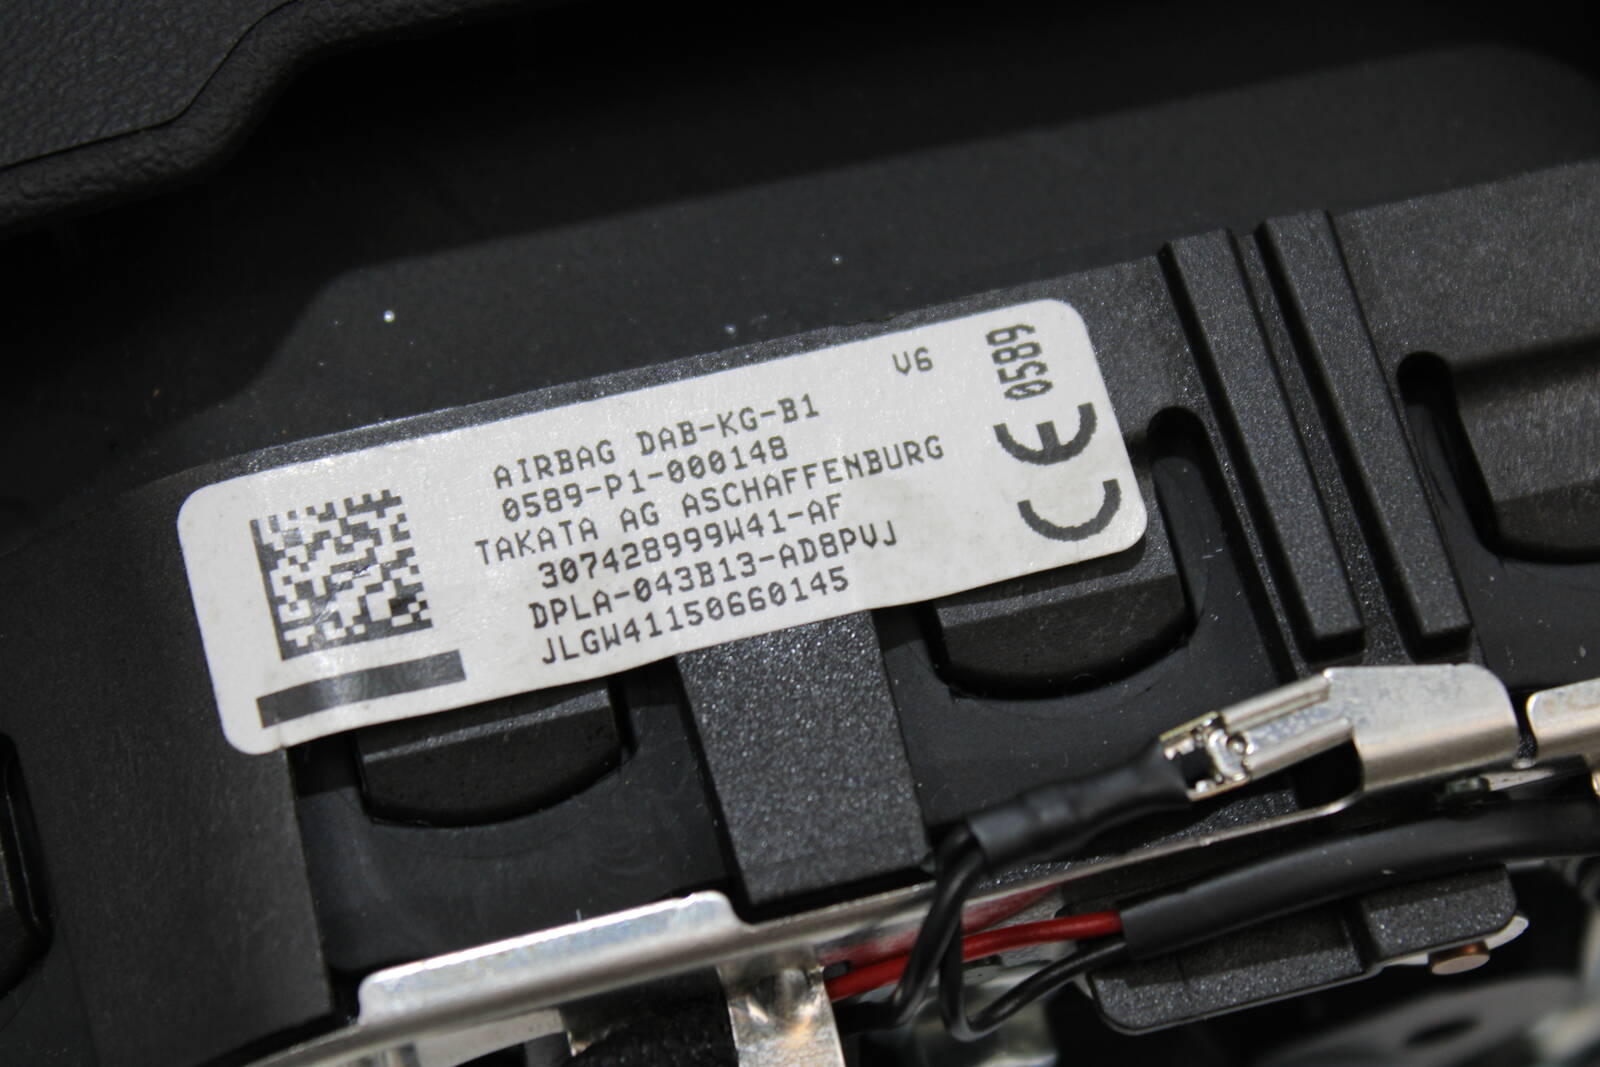 V6
AIRBAG DAB-KG-B1
0589-P1-000148
TAKATA AG ASCHAFFENBURG
307428999W41-AF
DPLA-043B13-AD8PVJ
JLGW41150660145
CE 0589